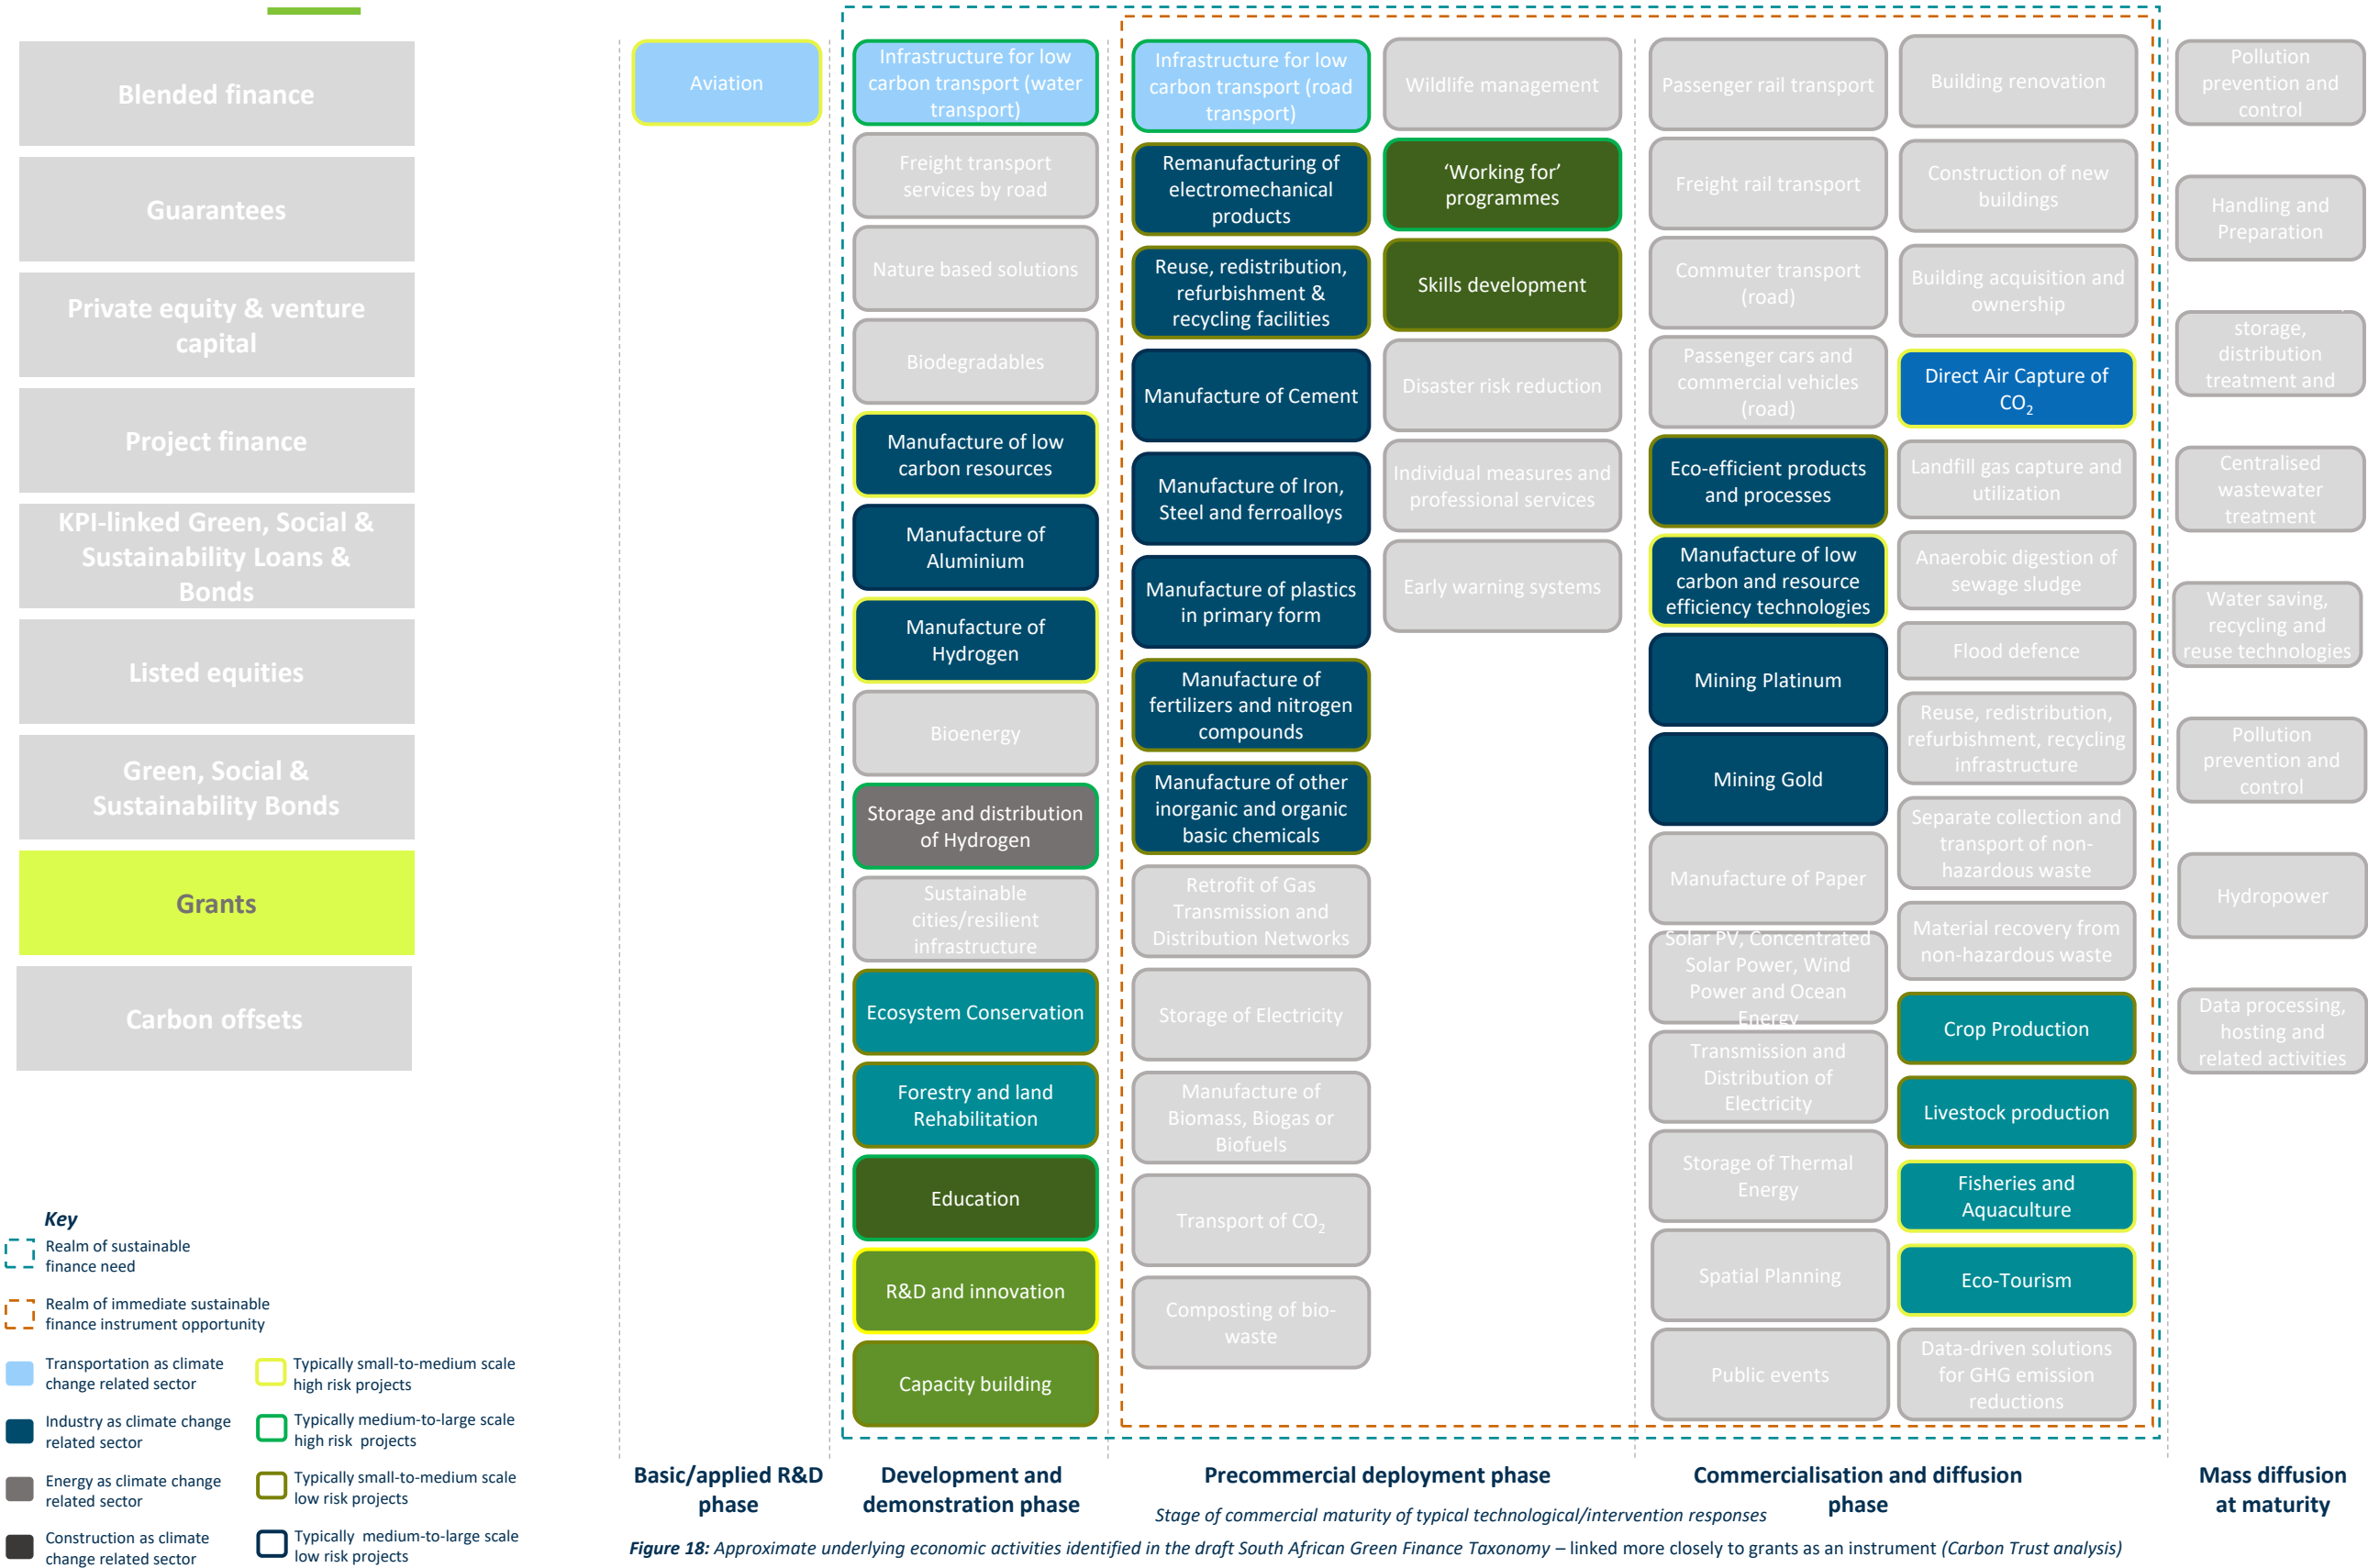 Blended finance
Guarantees
Private equity & venture
capital
Project finance
KPI-linked Green, Social &
Sustainability Loans &
Bonds
Listed equities
Green, Social &
Sustainability Bonds
Grants
Carbon offsets
Aviation
Infrastructure for low
carbon transport (water
transport)
Freight transport
services by road
Nature based solutions
Biodegradables
Manufacture of low
carbon resources
Manufacture of
Aluminium
Manufacture of
Hydrogen
Bioenergy
Storage and distribution
of Hydrogen
Sustainable
cities/resilient
infrastructure
Ecosystem Conservation
Forestry and land
Rehabilitation
Education
R&D and innovation
Capacity building
Infrastructure for low
carbon transport (road
transport)
Remanufacturing of
electromechanical
products
Reuse, redistribution,
refurbishment &
recycling facilities
Manufacture of Cement
Manufacture of Iron,
Steel and ferroalloys
Manufacture of plastics
in primary form
Manufacture of
fertilizers and nitrogen
compounds
Manufacture of other
inorganic and organic
basic chemicals
Retrofit of Gas
Transmission and
Distribution Networks
Storage of Electricity
Manufacture of
Biomass, Biogas or
Biofuels
Transport of CO2
Composting of bio-
waste
Wildlife management
‘Working for’
programmes
Skills development
Disaster risk reduction
Individual measures and
professional services
Early warning systems
Passenger rail transport
Freight rail transport
Commuter transport
(road)
Passenger cars and
commercial vehicles
(road)
Eco-efficient products
and processes
Manufacture of low
carbon and resource
efficiency technologies
Mining Platinum
Mining Gold
Manufacture of Paper
Solar PV, Concentrated
Solar Power, Wind
Power and Ocean
Energy
Transmission and
Distribution of
Electricity
Storage of Thermal
Energy
Spatial Planning
Public events
Building renovation
Construction of new
buildings
Building acquisition and
ownership
Direct Air Capture of
CO2
Landfill gas capture and
utilization
Anaerobic digestion of
sewage sludge
Flood defence
Reuse, redistribution,
refurbishment, recycling
infrastructure
Separate collection and
transport of non-
hazardous waste
Material recovery from
non-hazardous waste
Crop Production
Livestock production
Fisheries and
Aquaculture
Eco-Tourism
Data-driven solutions
for GHG emission
reductions
Pollution
prevention and
control
Handling and
Preparation
storage,
distribution
treatment and
Centralised
wastewater
treatment
Water saving,
recycling and
reuse technologies
Pollution
prevention and
control
Hydropower
Data processing,
hosting and
related activities
Key
Realm of sustainable
finance need
Realm of immediate sustainable
finance instrument opportunity
Transportation as climate
change related sector
Industry as climate change
related sector
Energy as climate change
related sector
Construction as climate
change related sector
Typically small-to-medium scale
high risk projects
Typically medium-to-large scale
high risk projects
Typically small-to-medium scale
low risk projects
Typically medium-to-large scale
low risk projects
Basic/applied R&D
phase
Development and
demonstration phase
Precommercial deployment phase
Commercialisation and diffusion
phase
Mass diffusion
at maturity
Stage of commercial maturity of typical technological/intervention responses
Figure 18: Approximate underlying economic activities identified in the draft South African Green Finance Taxonomy – linked more closely to grants as an instrument (Carbon Trust analysis)